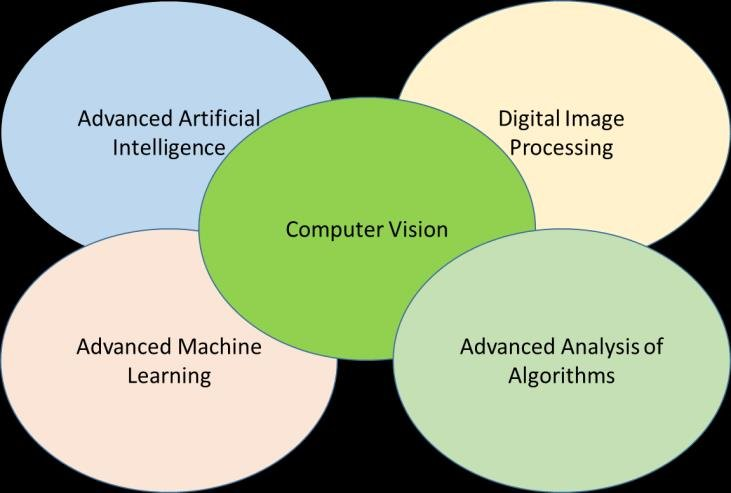 Advanced Artificial
Intelligence
Digital Image
Processing
Computer Vision
Advanced Machine
Learning
Advanced Analysis of
Algorithms